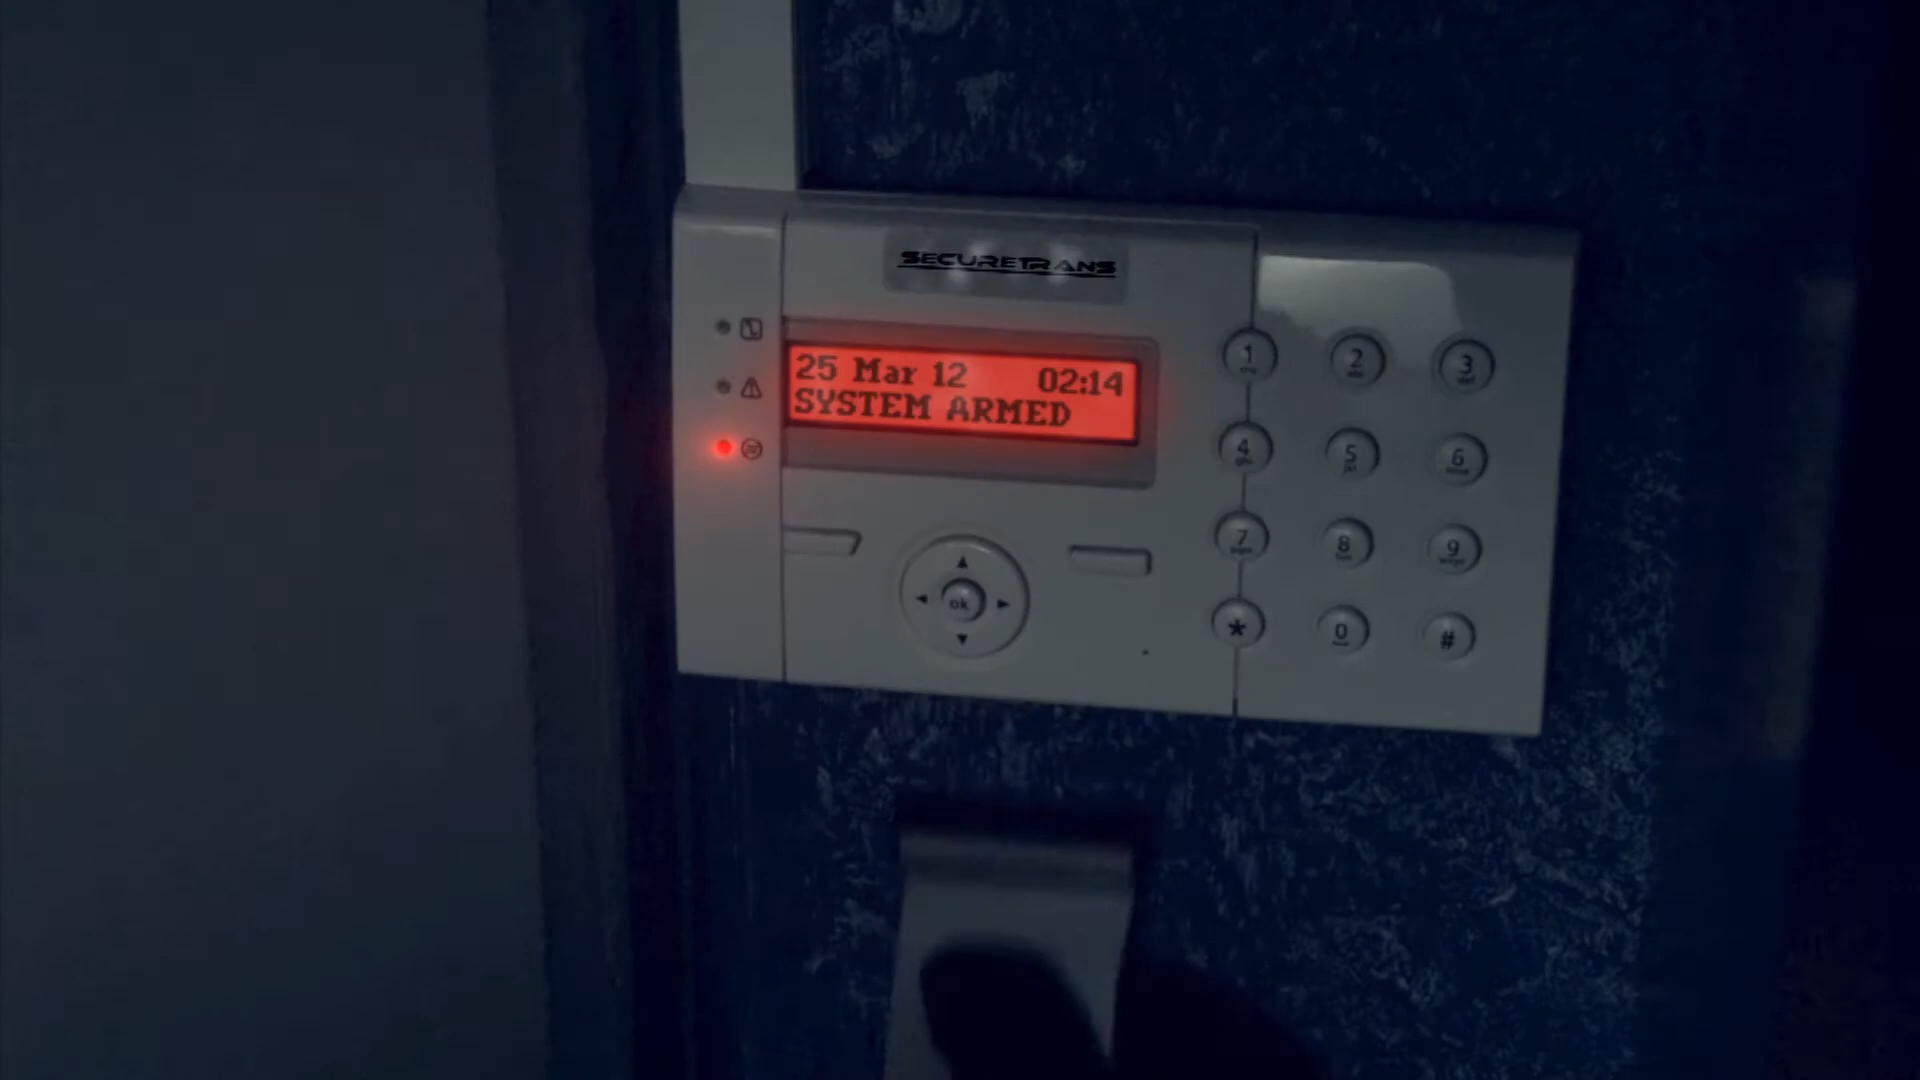 SECURETRANS
25 Mar 12 02:14
SYSTEM ARMED
1 2 3
4 5 6
7 8 9
* 0 #
ok